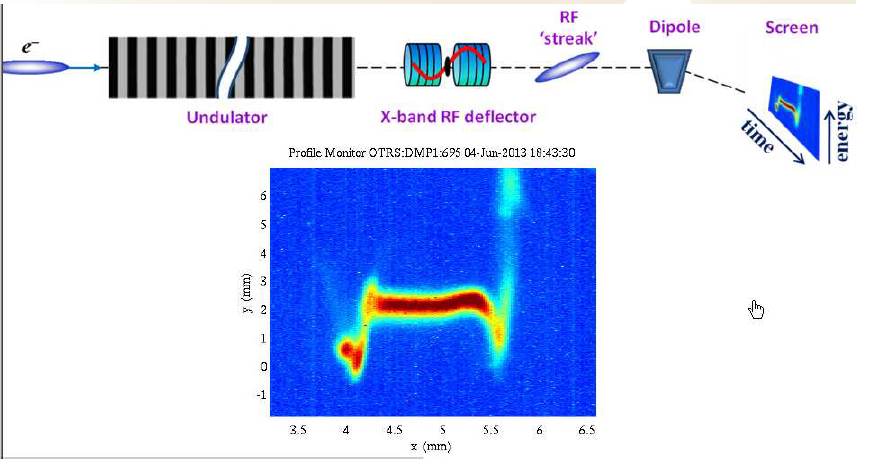 e⁻
RF
'streak'
Dipole
Screen
Undulator
X-band RF deflector
time
energy
Profile Monitor OTRS:DMP1:695 04-Jun-2013 18:43:30
6
5
4
3
2
1
0
-1
y (mm)
3.5 4 4.5 5 5.5 6 6.5
x (mm)